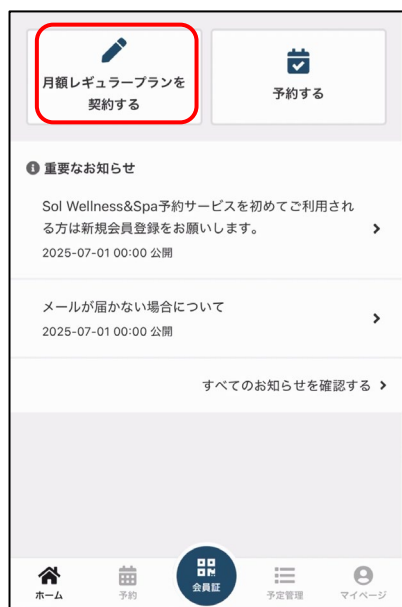 月額レギュラープランを
契約する
予約する
重要なお知らせ
Sol Wellness&Spa予約サービスを初めてご利用され
る方は新規会員登録をお願いします。
2025-07-01 00:00 公開
メールが届かない場合について
2025-07-01 00:00 公開
すべてのお知らせを確認する
ホーム
予約
会員証
予定管理
マイページ